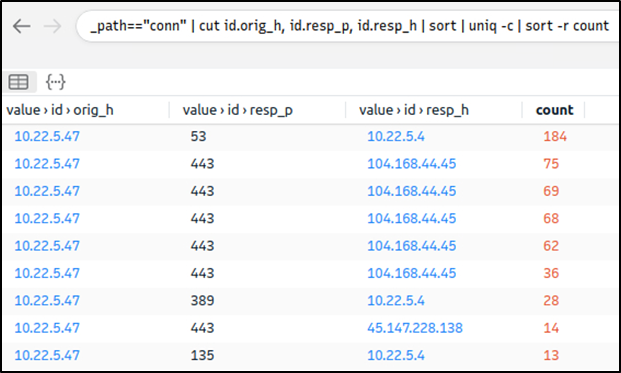 _path=="conn" | cut id.orig_h, id.resp_p, id.resp_h | sort | uniq -c | sort -r count
value › id › orig_h value › id › resp_p value › id › resp_h count
10.22.5.47 53 10.22.5.4 184
10.22.5.47 443 104.168.44.45 75
10.22.5.47 443 104.168.44.45 69
10.22.5.47 443 104.168.44.45 68
10.22.5.47 443 104.168.44.45 62
10.22.5.47 443 104.168.44.45 36
10.22.5.47 389 10.22.5.4 28
10.22.5.47 443 45.147.228.138 14
10.22.5.47 135 10.22.5.4 13